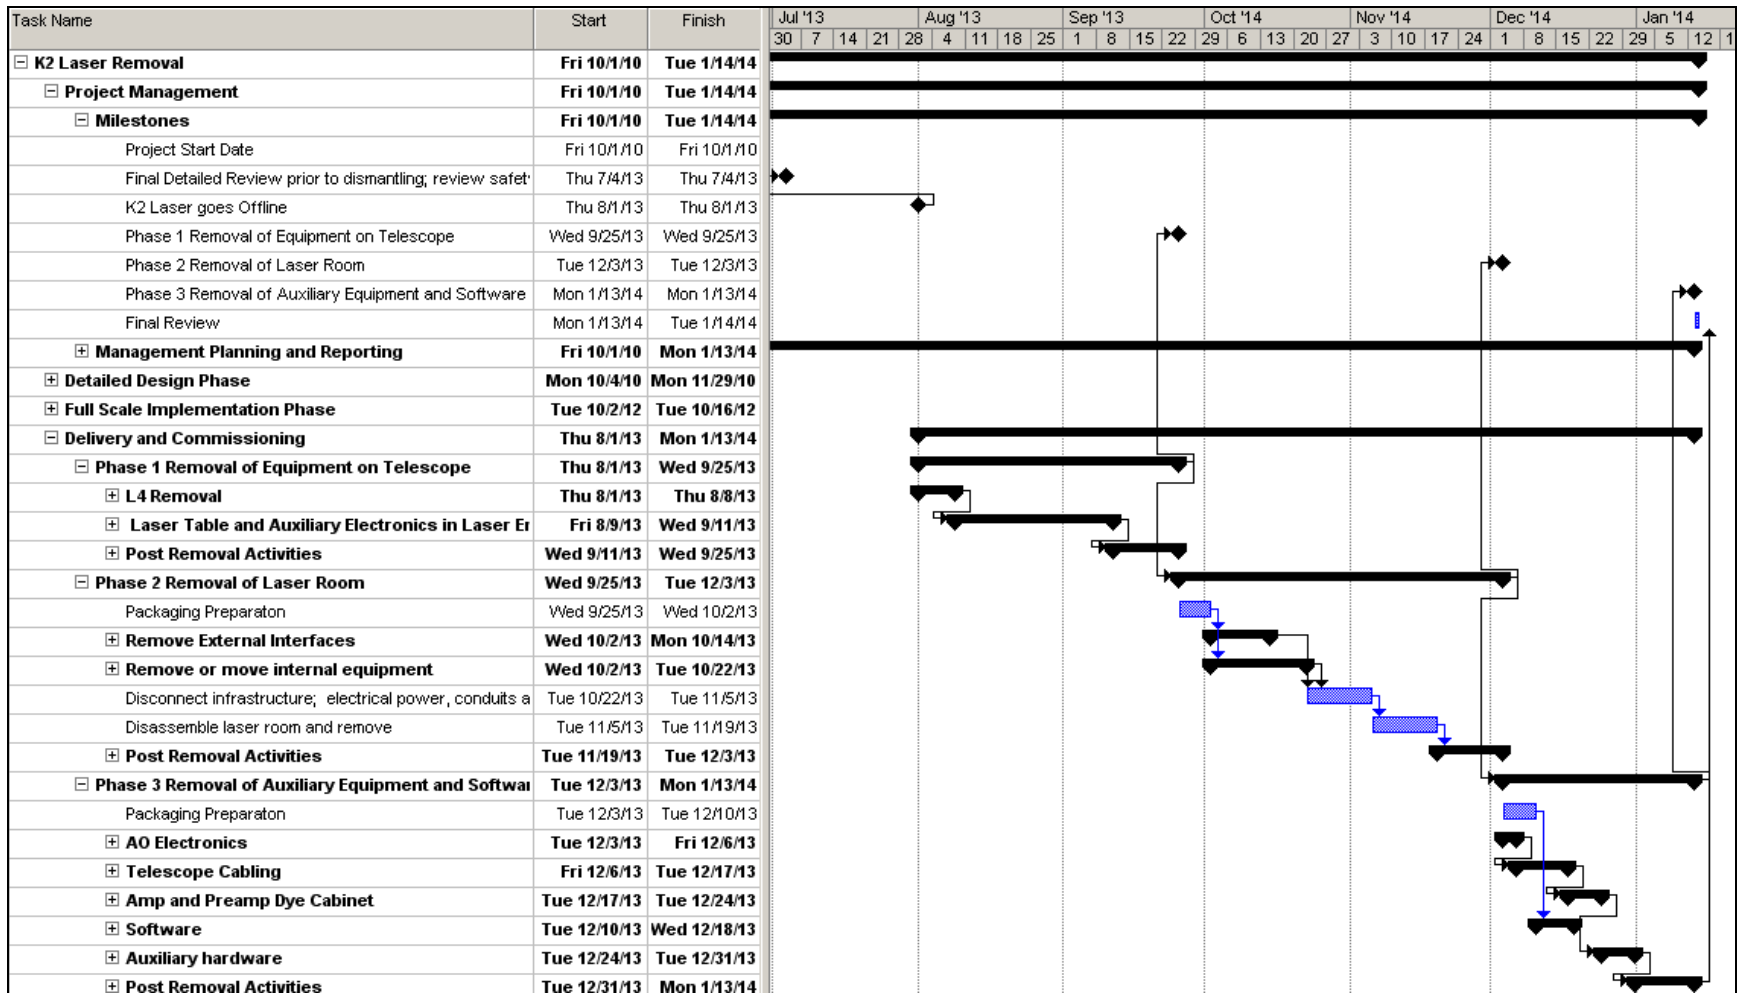 Task Name Start Finish Jul '13 Aug '13 Sep '13 Oct '14 Nov '14 Dec '14 Jan '14
30 7 14 21 28 4 11 18 25 1 8 15 22 29 6 13 20 27 3 10 17 24 1 8 15 22 29 5 12 1
K2 Laser Removal Fri 10/1/10 Tue 1/14/14
Project Management Fri 10/1/10 Tue 1/14/14
Milestones Fri 10/1/10 Tue 1/14/14
Project Start Date Fri 10/1/10 Fri 10/1/10
Final Detailed Review prior to dismantling; review safet Thu 7/4/13 Thu 7/4/13
K2 Laser goes Offline Thu 8/1/13 Thu 8/1/13
Phase 1 Removal of Equipment on Telescope Wed 9/25/13 Wed 9/25/13
Phase 2 Removal of Laser Room Tue 12/3/13 Tue 12/3/13
Phase 3 Removal of Auxiliary Equipment and Software Mon 1/13/14 Mon 1/13/14
Final Review Mon 1/13/14 Tue 1/14/14
Management Planning and Reporting Fri 10/1/10 Mon 1/13/14
Detailed Design Phase Mon 10/4/10 Mon 11/29/10
Full Scale Implementation Phase Tue 10/2/12 Tue 10/16/12
Delivery and Commissioning Thu 8/1/13 Mon 1/13/14
Phase 1 Removal of Equipment on Telescope Thu 8/1/13 Wed 9/25/13
L4 Removal Thu 8/1/13 Thu 8/8/13
Laser Table and Auxiliary Electronics in Laser Er Fri 8/9/13 Wed 9/11/13
Post Removal Activities Wed 9/11/13 Wed 9/25/13
Phase 2 Removal of Laser Room Wed 9/25/13 Tue 12/3/13
Packaging Preparaton Wed 9/25/13 Wed 10/2/13
Remove External Interfaces Wed 10/2/13 Mon 10/14/13
Remove or move internal equipment Wed 10/2/13 Tue 10/22/13
Disconnect infrastructure; electrical power, conduits a Tue 10/22/13 Tue 11/5/13
Disassemble laser room and remove Tue 11/5/13 Tue 11/19/13
Post Removal Activities Tue 11/19/13 Tue 12/3/13
Phase 3 Removal of Auxiliary Equipment and Softwar Tue 12/3/13 Mon 1/13/14
Packaging Preparaton Tue 12/3/13 Tue 12/10/13
AO Electronics Tue 12/3/13 Fri 12/6/13
Telescope Cabling Fri 12/6/13 Tue 12/17/13
Amp and Preamp Dye Cabinet Tue 12/17/13 Tue 12/24/13
Software Tue 12/10/13 Wed 12/18/13
Auxiliary hardware Tue 12/24/13 Tue 12/31/13
Post Removal Activities Tue 12/31/13 Mon 1/13/14